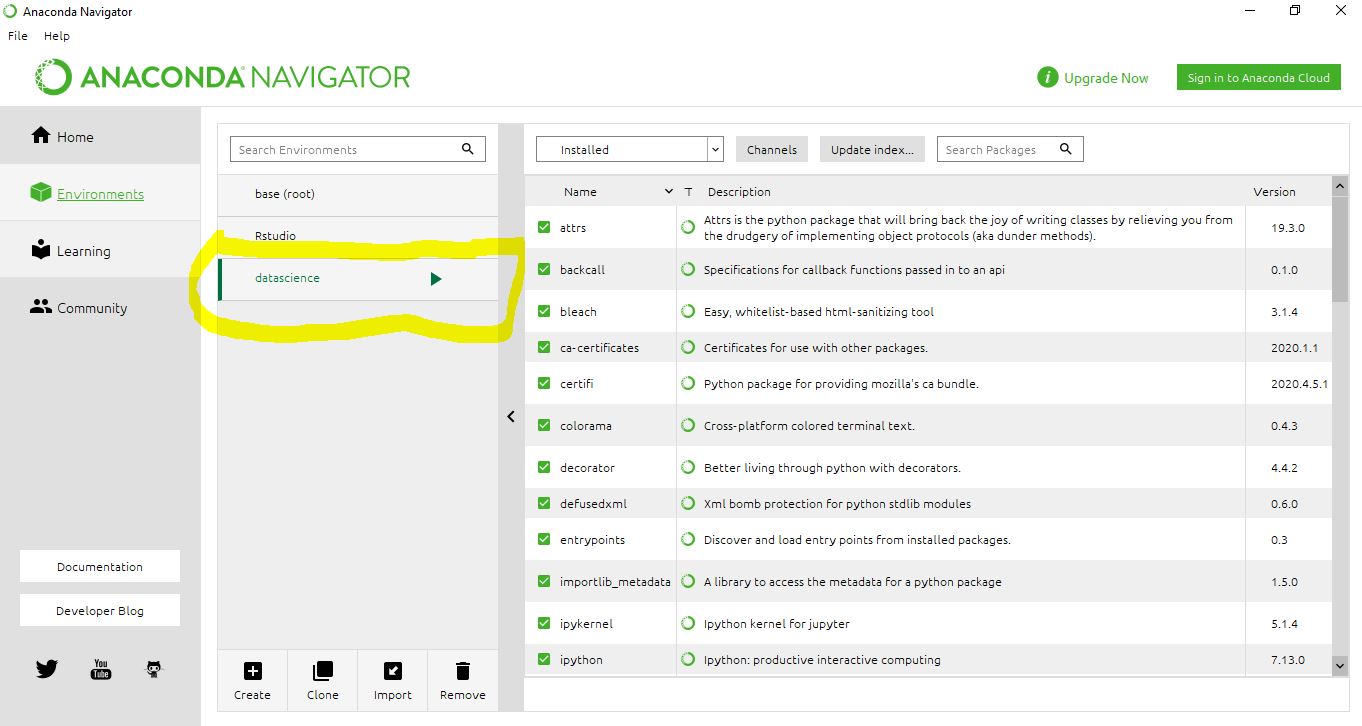 Anaconda Navigator
File Help
ANACONDA NAVIGATOR
i Upgrade Now
Sign in to Anaconda Cloud
Home
Environments
Learning
Community
Documentation
Developer Blog
You
Tube
Search Environments
base (root)
Rstudio
datascience
Create
Clone
Import
Remove
Installed
Channels
Update index...
Search Packages
Name T Description Version
attrs Attrs is the python package that will bring back the joy of writing classes by relieving you from
the drudgery of implementing object protocols (aka dunder methods). 19.3.0
backcall Specifications for callback functions passed in to an api 0.1.0
bleach Easy, whitelist-based html-sanitizing tool 3.1.4
ca-certificates Certificates for use with other packages. 2020.1.1
certifi Python package for providing mozilla's ca bundle. 2020.4.5.1
colorama Cross-platform colored terminal text. 0.4.3
decorator Better living through python with decorators. 4.4.2
defusedxml Xml bomb protection for python stdlib modules 0.6.0
entrypoints Discover and load entry points from installed packages. 0.3
importlib_metadata A library to access the metadata for a python package 1.5.0
ipykernel Ipython kernel for jupyter 5.1.4
ipython Ipython: productive interactive computing 7.13.0